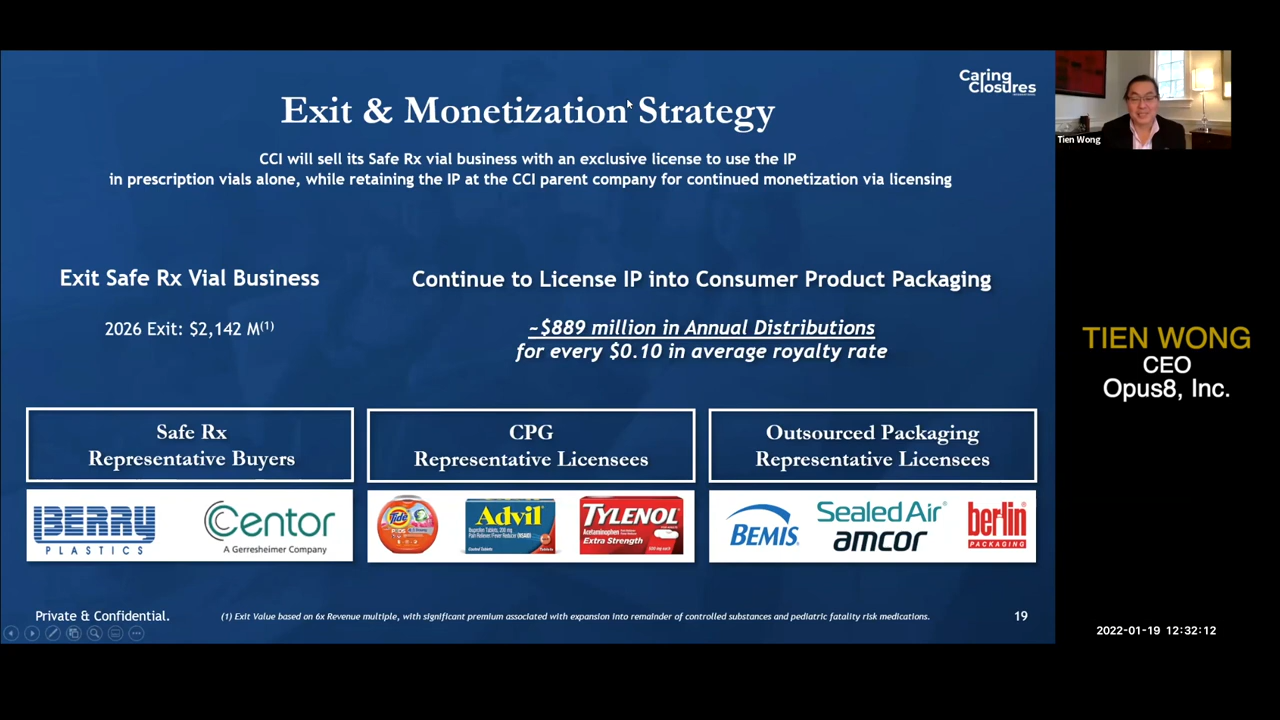 Caring
Closures
Exit & Monetization Strategy
CCI will sell its Safe Rx vial business with an exclusive license to use the IP
in prescription vials alone, while retaining the IP at the CCI parent company for continued monetization via licensing
Exit Safe Rx Vial Business
2026 Exit: $2,142 M(1)
Continue to License IP into Consumer Product Packaging
~$889 million in Annual Distributions
for every $0.10 in average royalty rate
Safe Rx
Representative Buyers
CPG
Representative Licensees
Outsourced Packaging
Representative Licensees
BERRY
PLASTICS
Centor
A Gerresheimer Company
Tide
PODS
Advil
TYLENOL
Acetaminophen
Extra Strength
BEMIS
Sealed Air
amcor
berlin
PACKAGING
Private & Confidential.
(1) Exit Value based on 6x Revenue multiple, with significant premium associated with expansion into remainder of controlled substances and pediatric fatality risk medications.
19
Tien Wong
TIEN WONG
CEO
Opus8, Inc.
2022-01-19 12:32:12